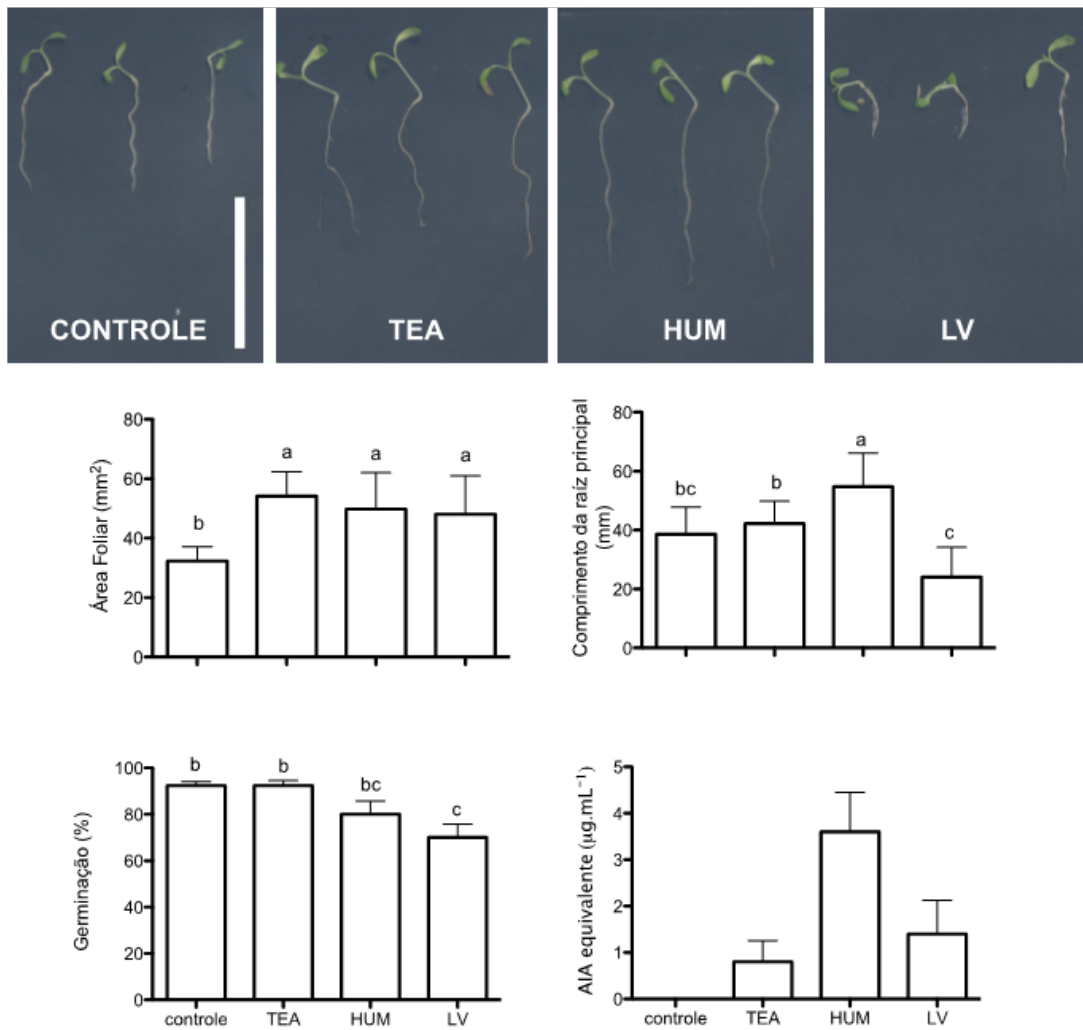 CONTROLE
TEA
HUM
LV
Área Foliar (mm²)
80
60
40
20
0
b
a
a
a
Comprimento da raíz principal
(mm)
80
60
40
20
0
bc
b
a
c
Germinação (%)
100
80
60
40
20
0
b
b
bc
c
controle
TEA
HUM
LV
AIA equivalente (µg.mL⁻¹)
5
4
3
2
1
0
controle
TEA
HUM
LV